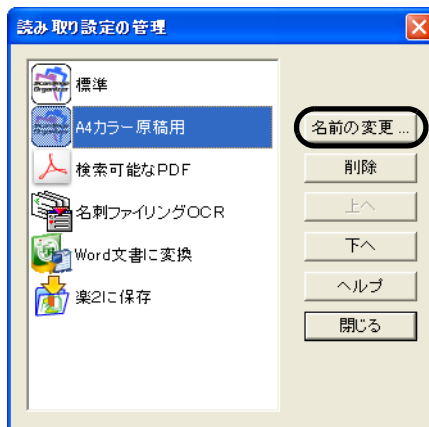 読み取り設定の管理
標準
A4カラー原稿用
検索可能なPDF
名刺ファイリングOCR
Word文書に変換
楽2に保存
名前の変更 ...
削除
上へ
下へ
ヘルプ
閉じる